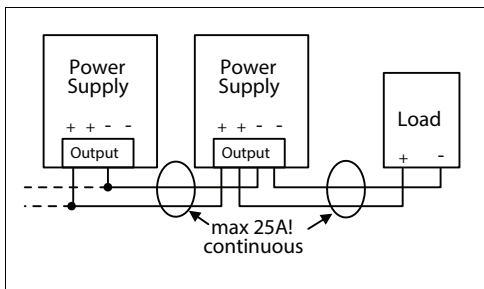 Power
Supply
+ + - -
Output
Power
Supply
+ + - -
Output
Load
+ -
max 25A!
continuous